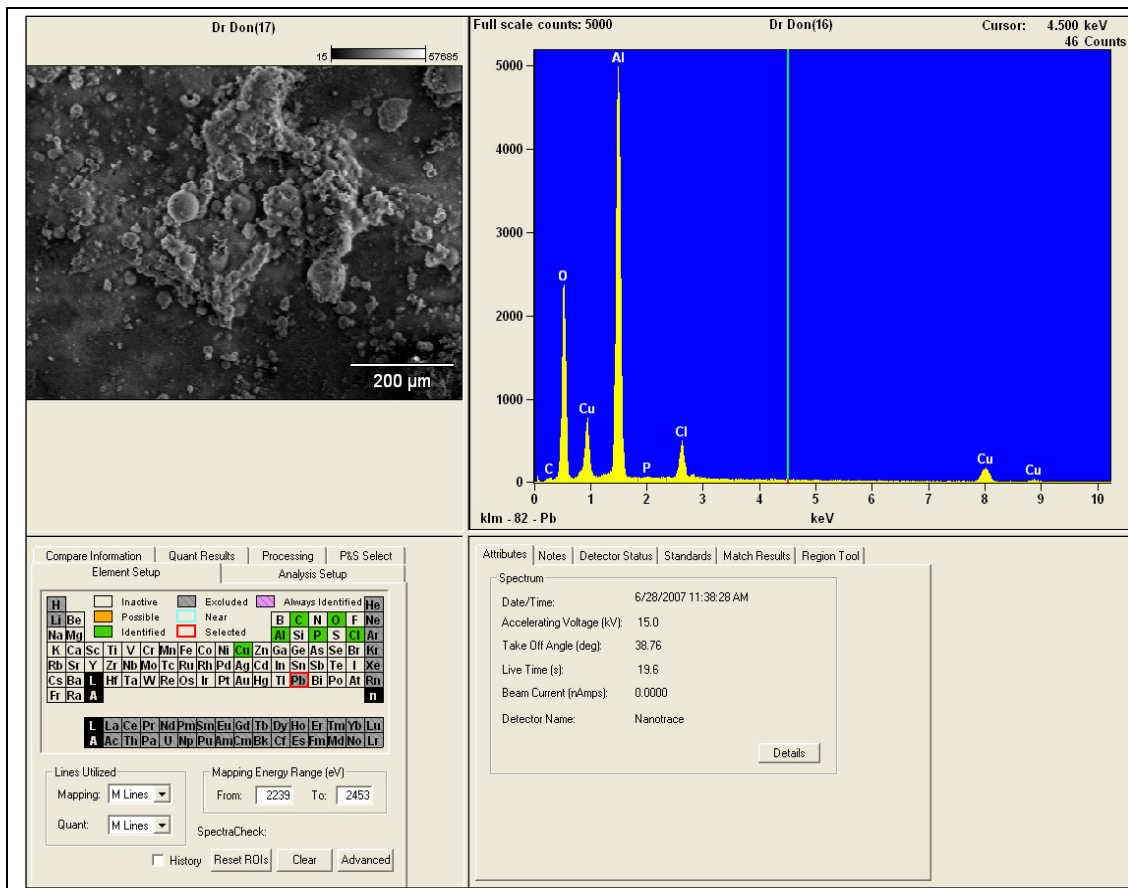 Dr Don(17)
15 57685
200 µm
Full scale counts: 5000 Dr Don(16) Cursor: 4.500 keV
46 Counts
5000
4000
3000
2000
1000
0
Al
O
Cu
Cl
C
P
Cu
Cu
0 1 2 3 4 5 6 7 8 9 10
klm - 82 - Pb keV
Compare Information Quant Results Processing P&S Select
Element Setup Analysis Setup
Inactive Excluded Always Identified
Possible Near
Identified Selected
H He
Li Be B C N O F Ne
Na Mg Al Si P S Cl Ar
K Ca Sc Ti V Cr Mn Fe Co Ni Cu Zn Ga Ge As Se Br Kr
Rb Sr Y Zr Nb Mo Tc Ru Rh Pd Ag Cd In Sn Sb Te I Xe
Cs Ba L Hf Ta W Re Os Ir Pt Au Hg Tl Pb Bi Po At Rn
Fr Ra A n
L La Ce Pr Nd Pm Sm Eu Gd Tb Dy Ho Er Tm Yb Lu
A Ac Th Pa U Np Pu Am Cm Bk Cf Es Fm Md No Lr
Lines Utilized
Mapping: M Lines
Quant: M Lines
Mapping Energy Range (eV)
From: 2239 To: 2453
SpectraCheck:
History Reset ROIs Clear Advanced
Attributes Notes Detector Status Standards Match Results Region Tool
Spectrum
Date/Time: 6/28/2007 11:38:28 AM
Accelerating Voltage (kV): 15.0
Take Off Angle (deg): 38.76
Live Time (s): 19.6
Beam Current (nAmps): 0.0000
Detector Name: Nanotrace
Details